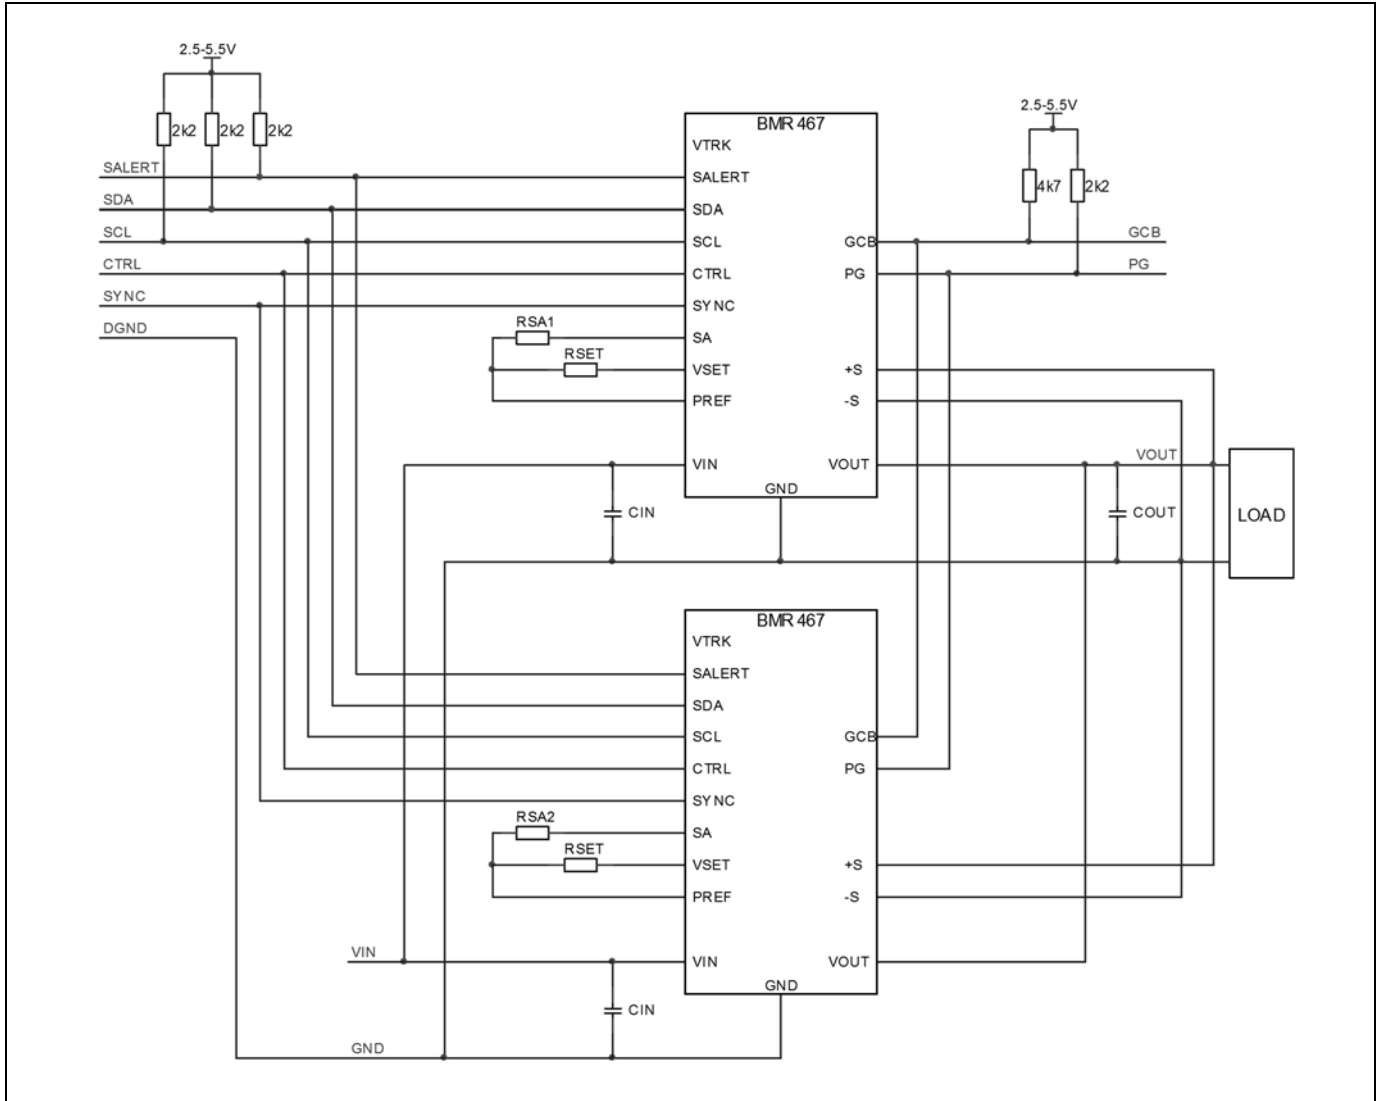 2.5-5.5V
2k2 2k2 2k2
SALERT
SDA
SCL
CTRL
SYNC
DGND
BMR 467
VTRK
SALERT
SDA
SCL
CTRL
SYNC
SA
VSET
PREF
VIN
GND
GCB
PG
+S
-S
VOUT
RSA1
RSET
CIN
2.5-5.5V
4k7 2k2
GCB
PG
VOUT
COUT
LOAD
BMR 467
VTRK
SALERT
SDA
SCL
CTRL
SYNC
SA
VSET
PREF
VIN
GND
GCB
PG
+S
-S
VOUT
RSA2
RSET
VIN
CIN
GND